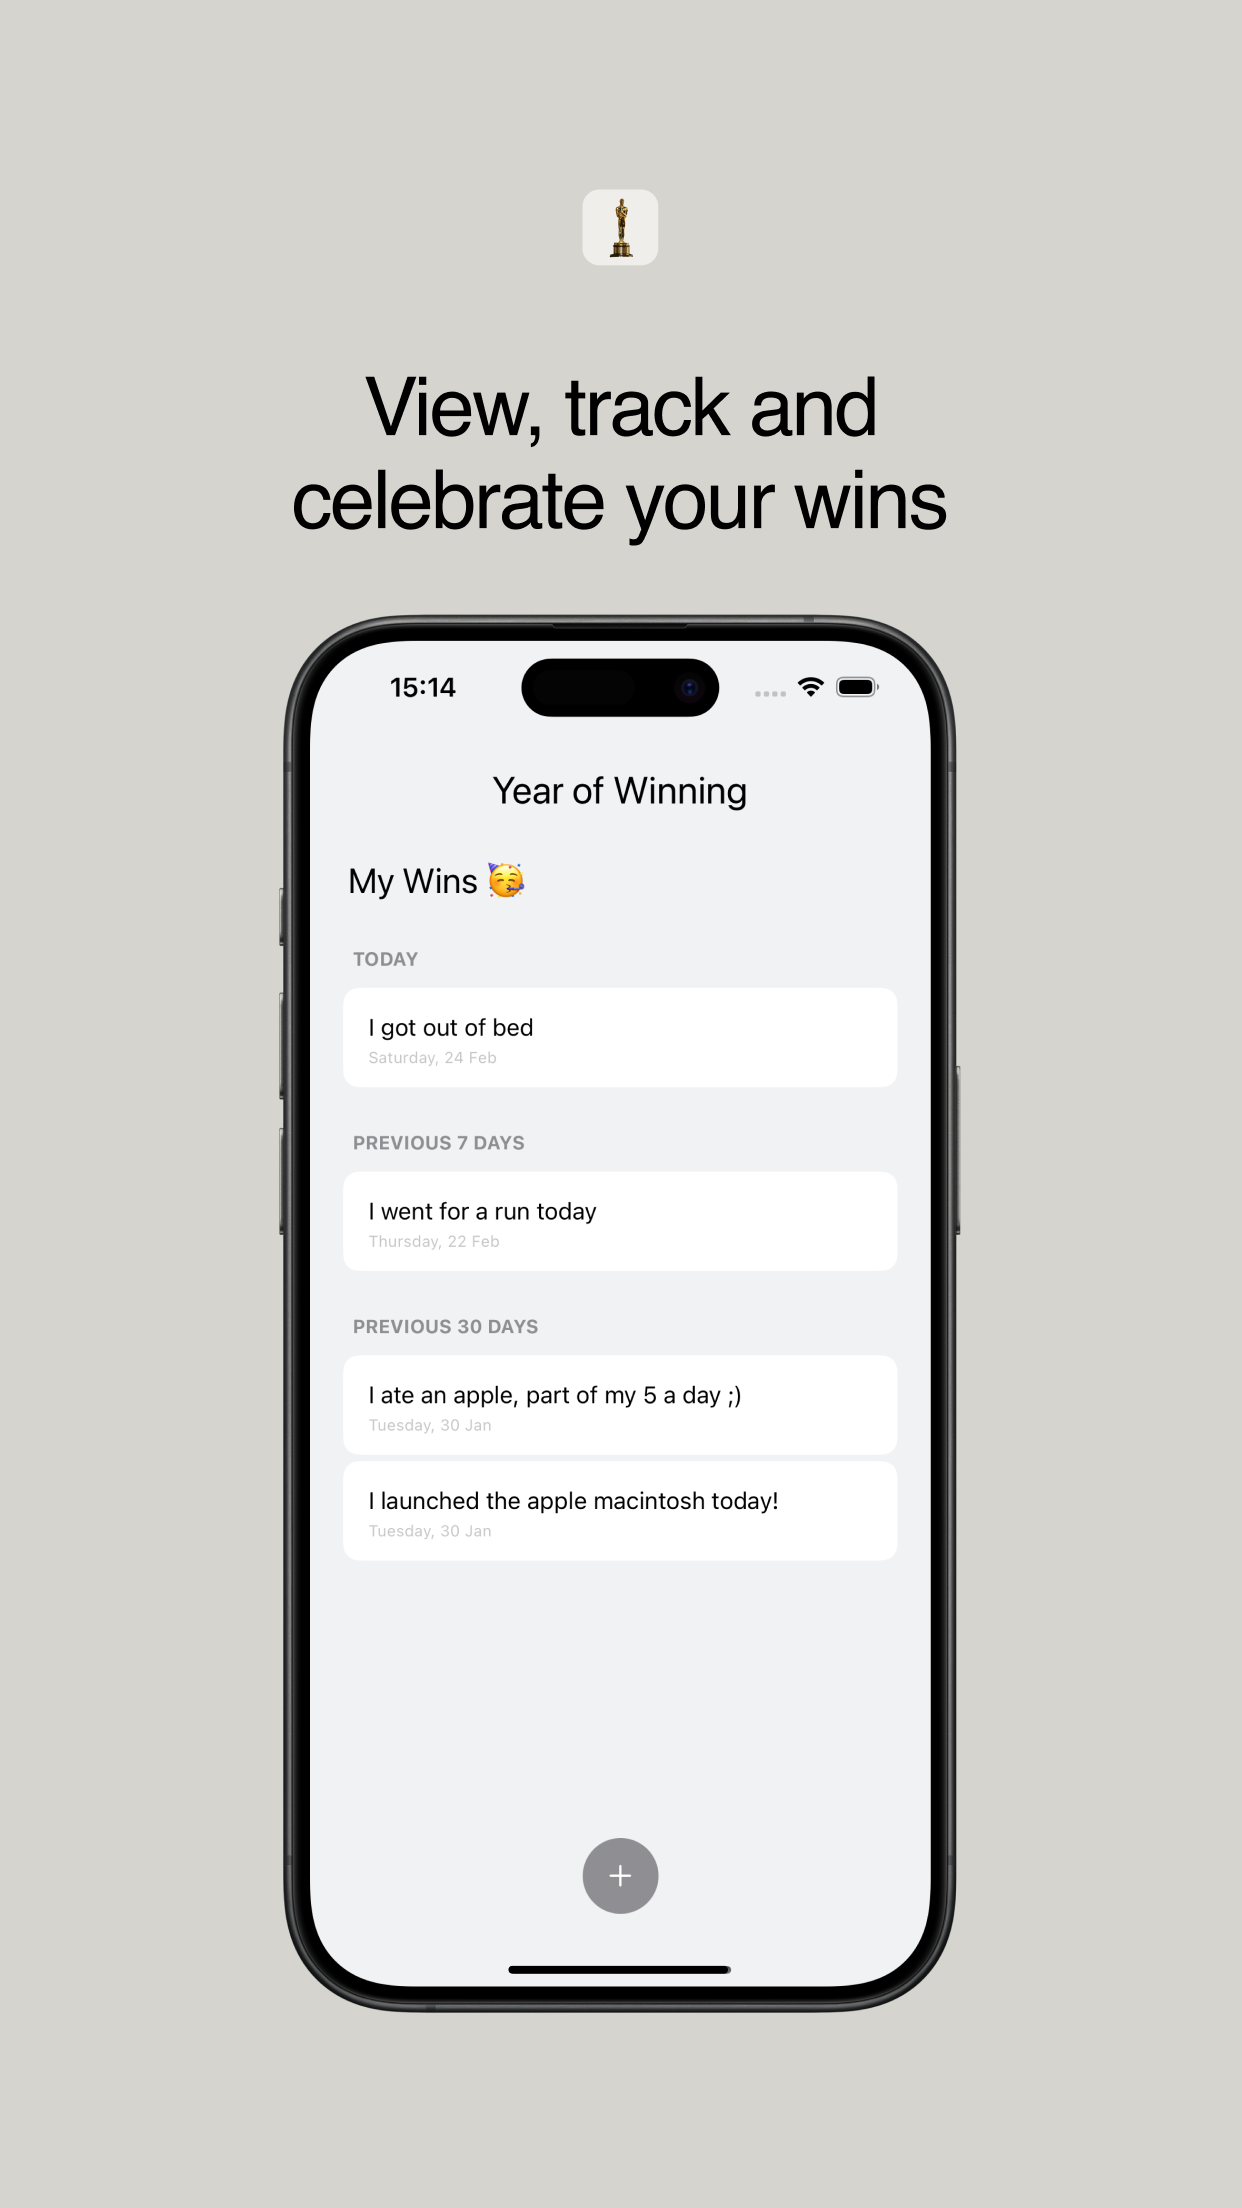 View, track and
celebrate your wins
15:14
Year of Winning
My Wins 🥳
TODAY
I got out of bed
Saturday, 24 Feb
PREVIOUS 7 DAYS
I went for a run today
Thursday, 22 Feb
PREVIOUS 30 DAYS
I ate an apple, part of my 5 a day ;)
Tuesday, 30 Jan
I launched the apple macintosh today!
Tuesday, 30 Jan